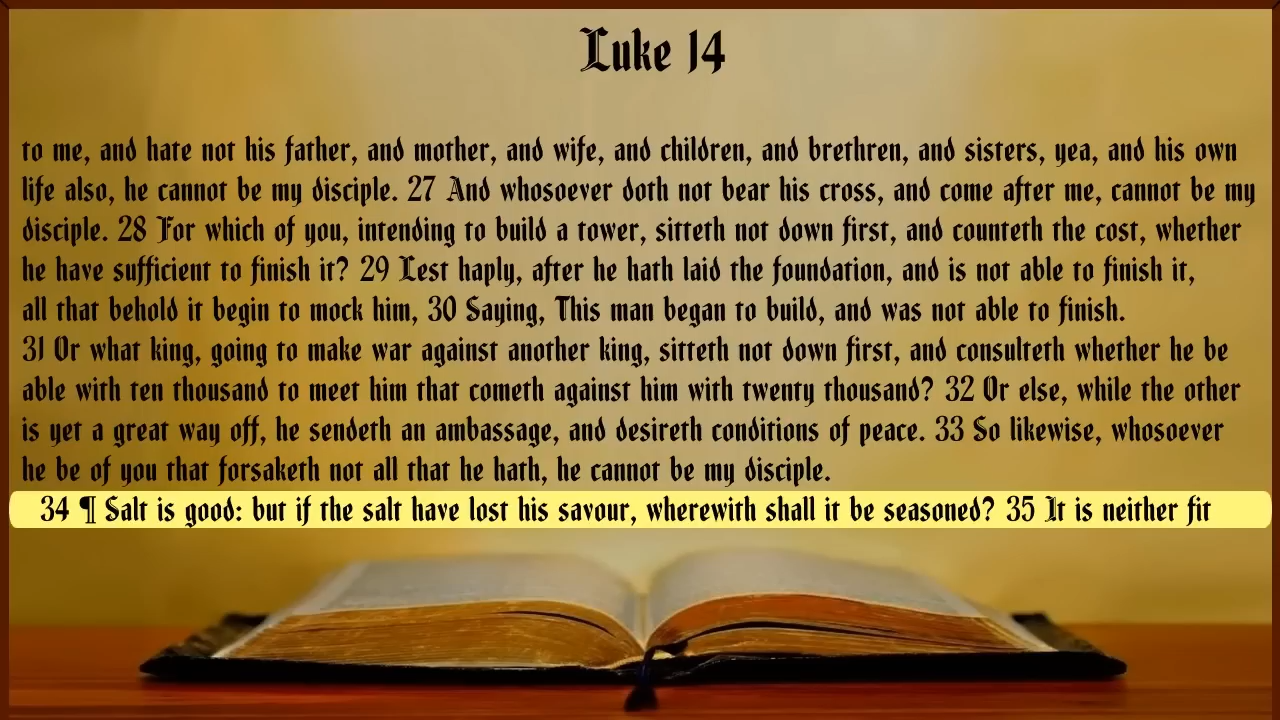 Luke 14
to me, and hate not his father, and mother, and wife, and children, and brethren, and sisters, yea, and his own
life also, he cannot be my disciple. 27 And whosoever doth not bear his cross, and come after me, cannot be my
disciple. 28 For which of you, intending to build a tower, sitteth not down first, and counteth the cost, whether
he have sufficient to finish it? 29 Lest haply, after he hath laid the foundation, and is not able to finish it,
all that behold it begin to mock him, 30 Saying, This man began to build, and was not able to finish.
31 Or what king, going to make war against another king, sitteth not down first, and consulteth whether he be
able with ten thousand to meet him that cometh against him with twenty thousand? 32 Or else, while the other
is yet a great way off, he sendeth an ambassage, and desireth conditions of peace. 33 So likewise, whosoever
he be of you that forsaketh not all that he hath, he cannot be my disciple.
34 ¶ Salt is good: but if the salt have lost his savour, wherewith shall it be seasoned? 35 It is neither fit